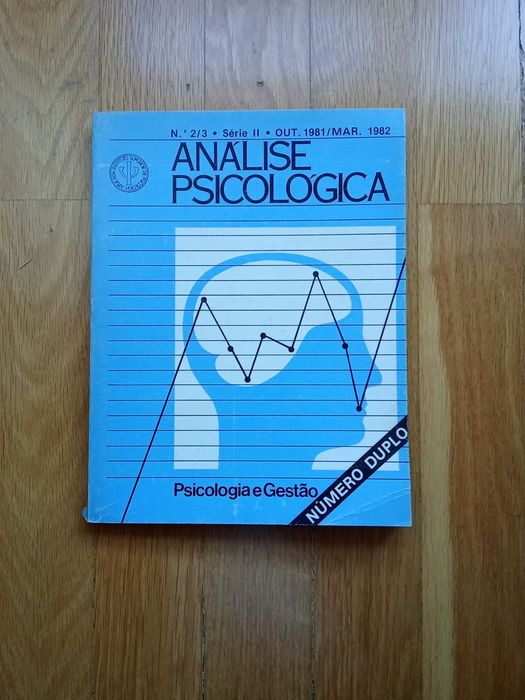 N.º 2/3 • Série II • OUT. 1981/MAR. 1982
ANÁLISE
PSICOLÓGICA
Psicologia e Gestão
NÚMERO DUPLO